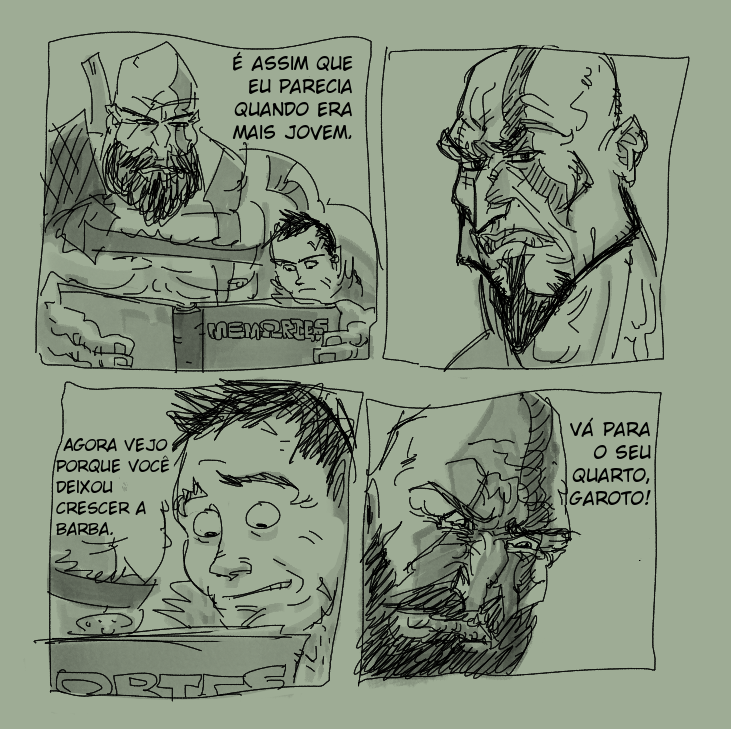 É ASSIM QUE
EU PARECIA
QUANDO ERA
MAIS JOVEM.
MEMORIES
AGORA VEJO
PORQUE VOCÊ
DEIXOU
CRESCER A
BARBA.
ORIES
VÁ PARA
O SEU
QUARTO,
GAROTO!